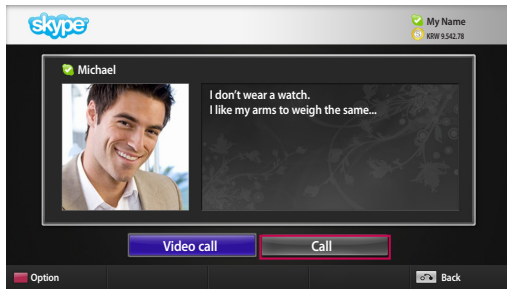 skype
My Name
KRW 9.542.78
Michael
I don't wear a watch.
I like my arms to weigh the same...
Video call
Call
Option
Back